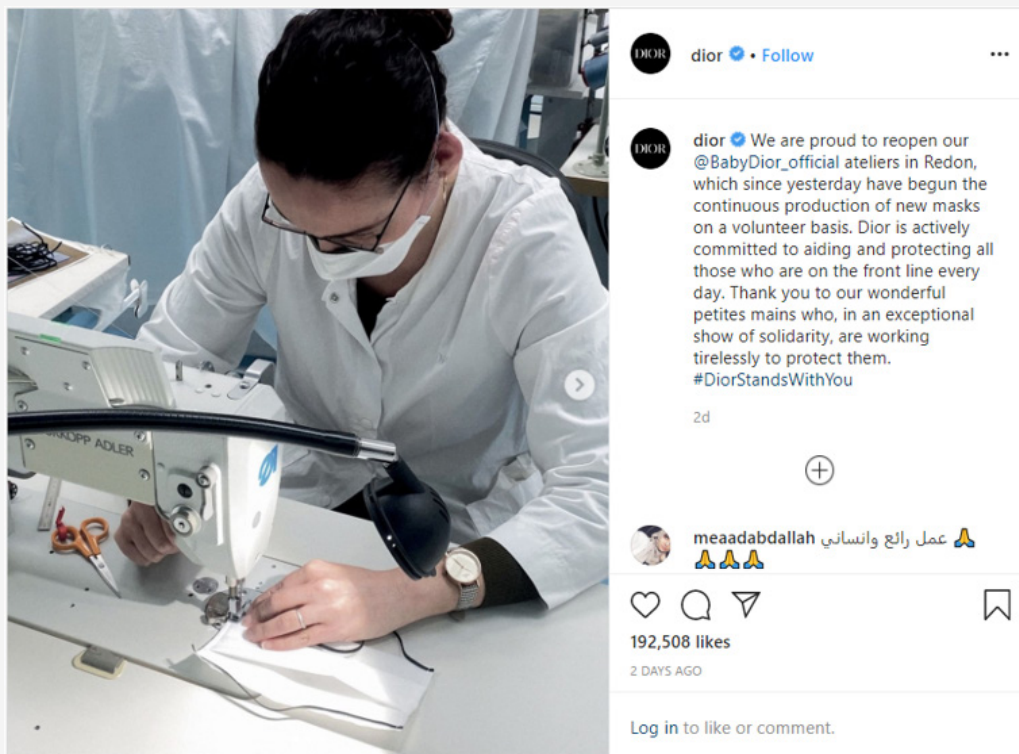 DIOR
dior • Follow
DIOR
dior We are proud to reopen our
@BabyDior_official ateliers in Redon,
which since yesterday have begun the
continuous production of new masks
on a volunteer basis. Dior is actively
committed to aiding and protecting all
those who are on the front line every
day. Thank you to our wonderful
petites mains who, in an exceptional
show of solidarity, are working
tirelessly to protect them.
#DiorStandsWithYou
2d
meaadabdallah عمل رائع وانساني 🙏
🙏🙏🙏
192,508 likes
2 DAYS AGO
Log in to like or comment.
ADLER